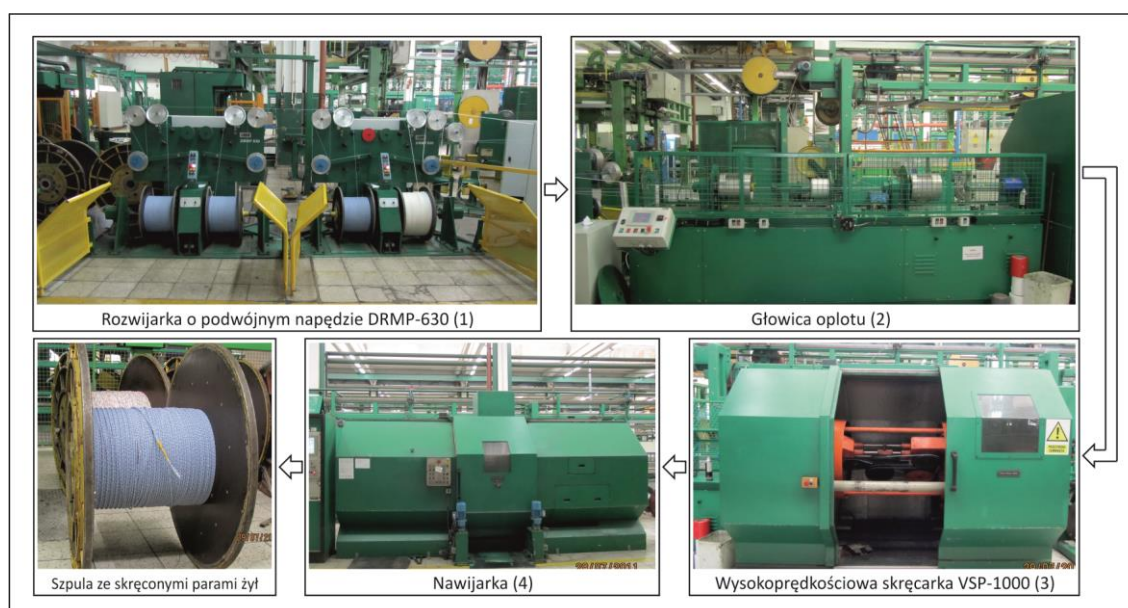 Rozwijarka o podwójnym napędzie DRMP-630 (1)
Głowica oplotu (2)
Szpula ze skręconymi parami żył
Nawijarka (4)
Wysokoprędkościowa skręcarka VSP-1000 (3)